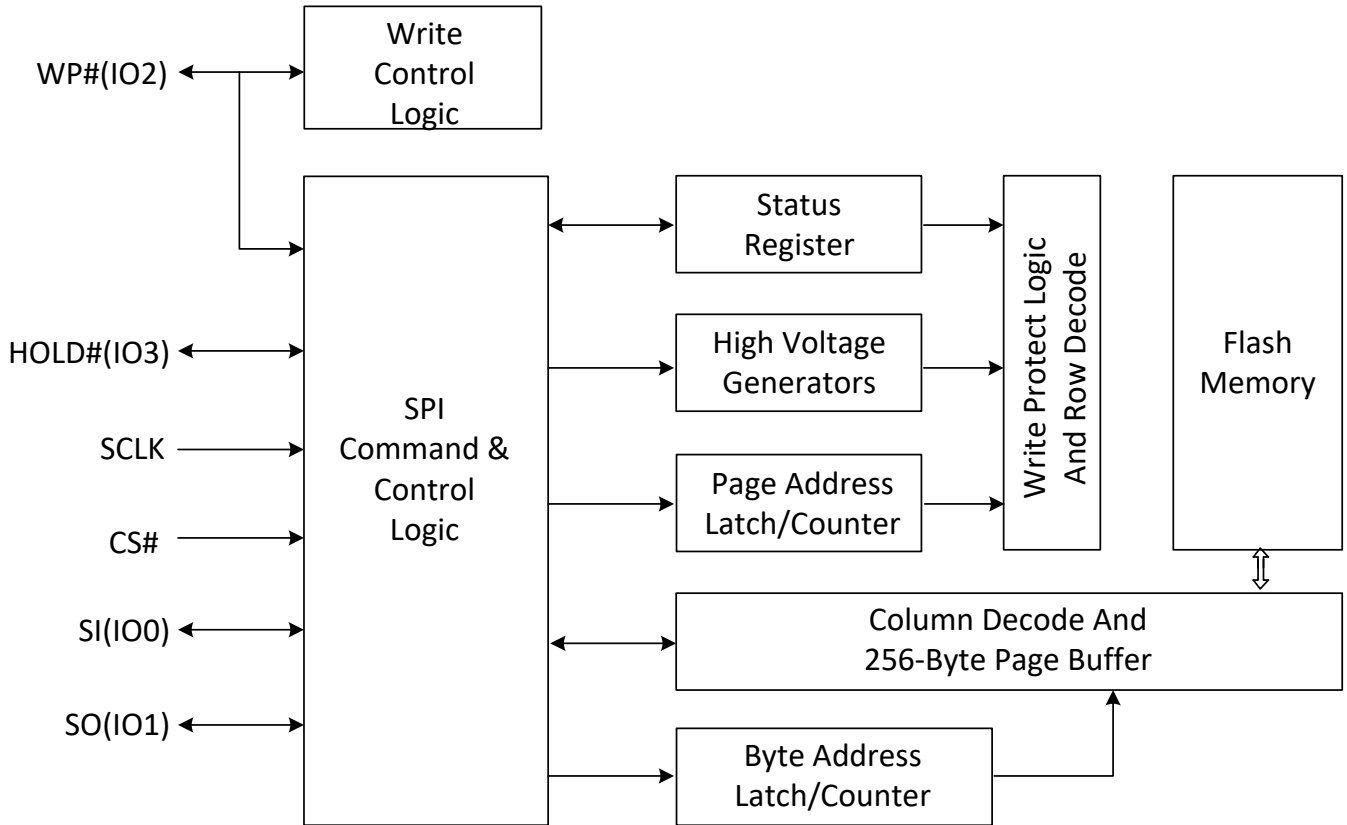 WP#(IO2)
Write
Control
Logic
HOLD#(IO3)
SCLK
CS#
SI(IO0)
SO(IO1)
SPI
Command &
Control
Logic
Status
Register
High Voltage
Generators
Page Address
Latch/Counter
Write Protect Logic
And Row Decode
Flash
Memory
Column Decode And
256-Byte Page Buffer
Byte Address
Latch/Counter